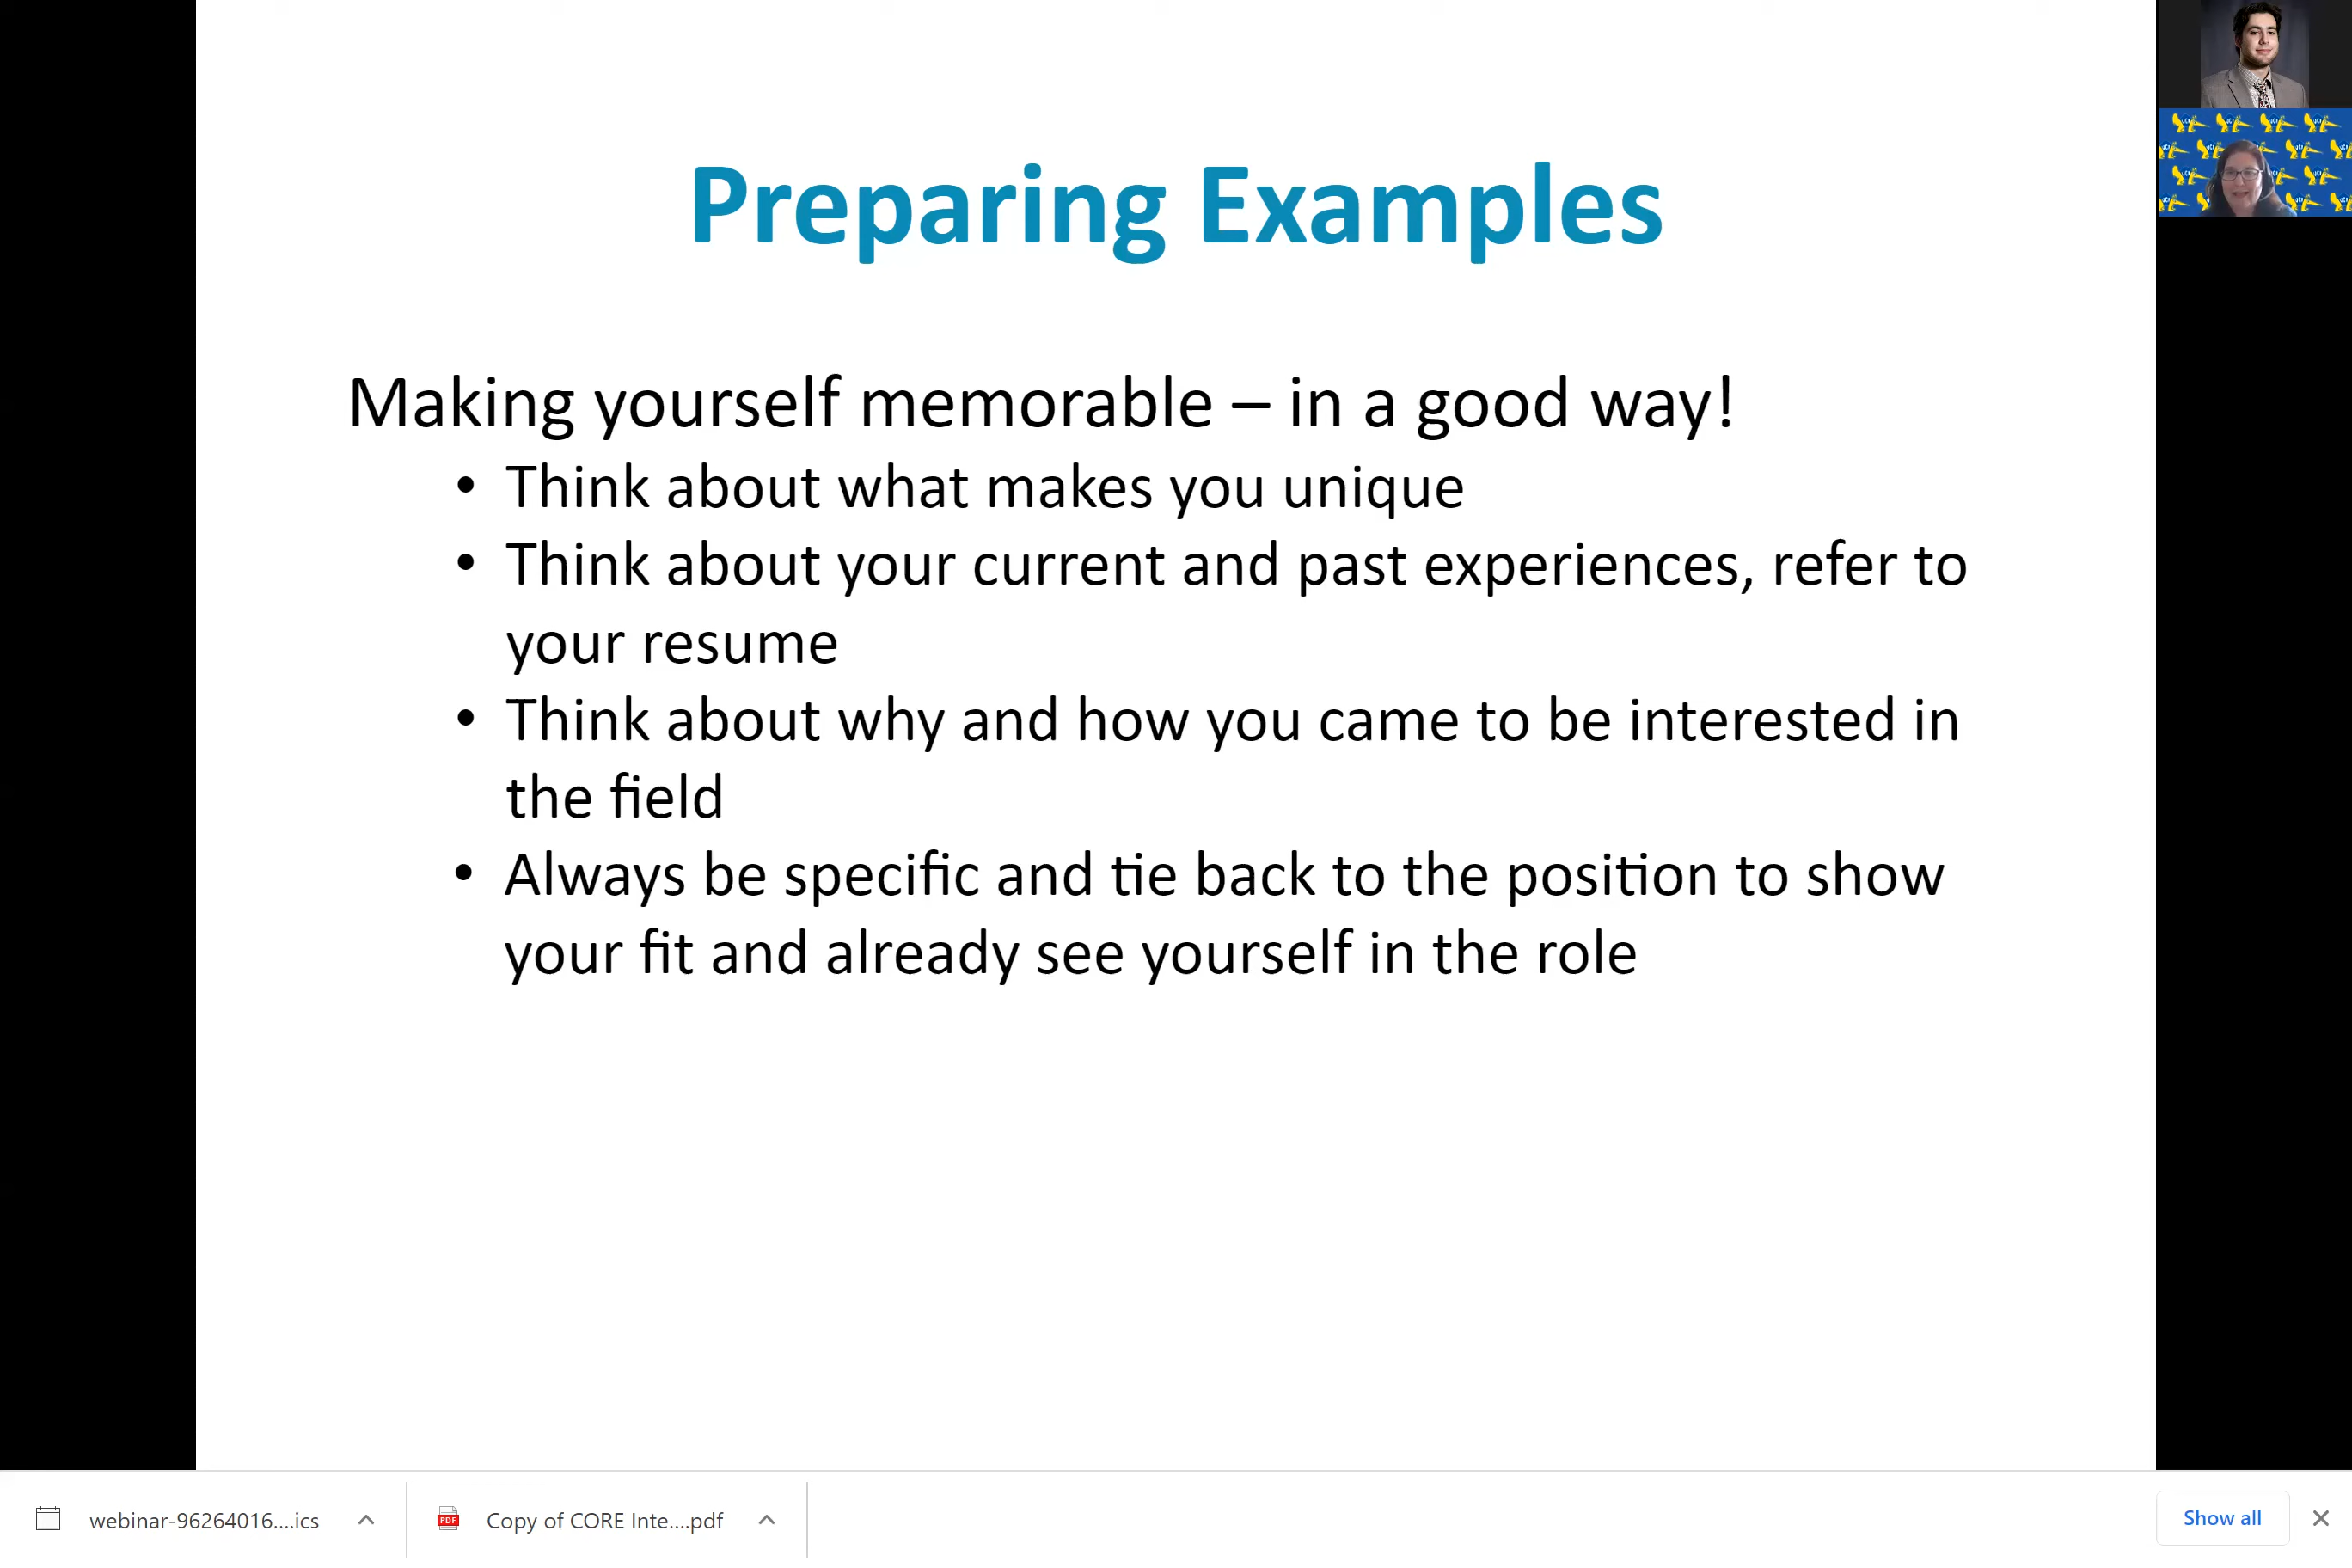 Preparing Examples
Making yourself memorable – in a good way!
• Think about what makes you unique
• Think about your current and past experiences, refer to
your resume
• Think about why and how you came to be interested in
the field
• Always be specific and tie back to the position to show
your fit and already see yourself in the role
webinar-96264016....ics
PDF
Copy of CORE Inte....pdf
Show all